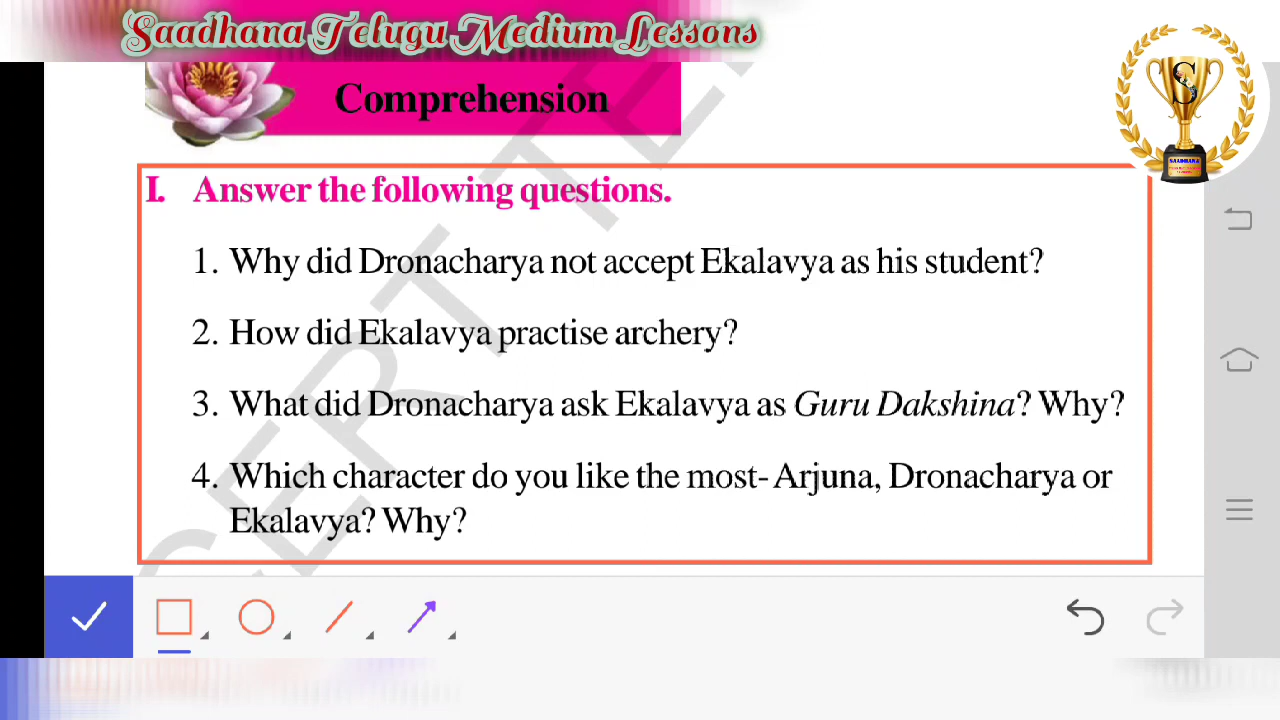 Saadhana Telugu Medium Lessons
Comprehension
S
SAADHANA
I. Answer the following questions.
1. Why did Dronacharya not accept Ekalavya as his student?
2. How did Ekalavya practise archery?
3. What did Dronacharya ask Ekalavya as Guru Dakshina? Why?
4. Which character do you like the most- Arjuna, Dronacharya or
Ekalavya? Why?